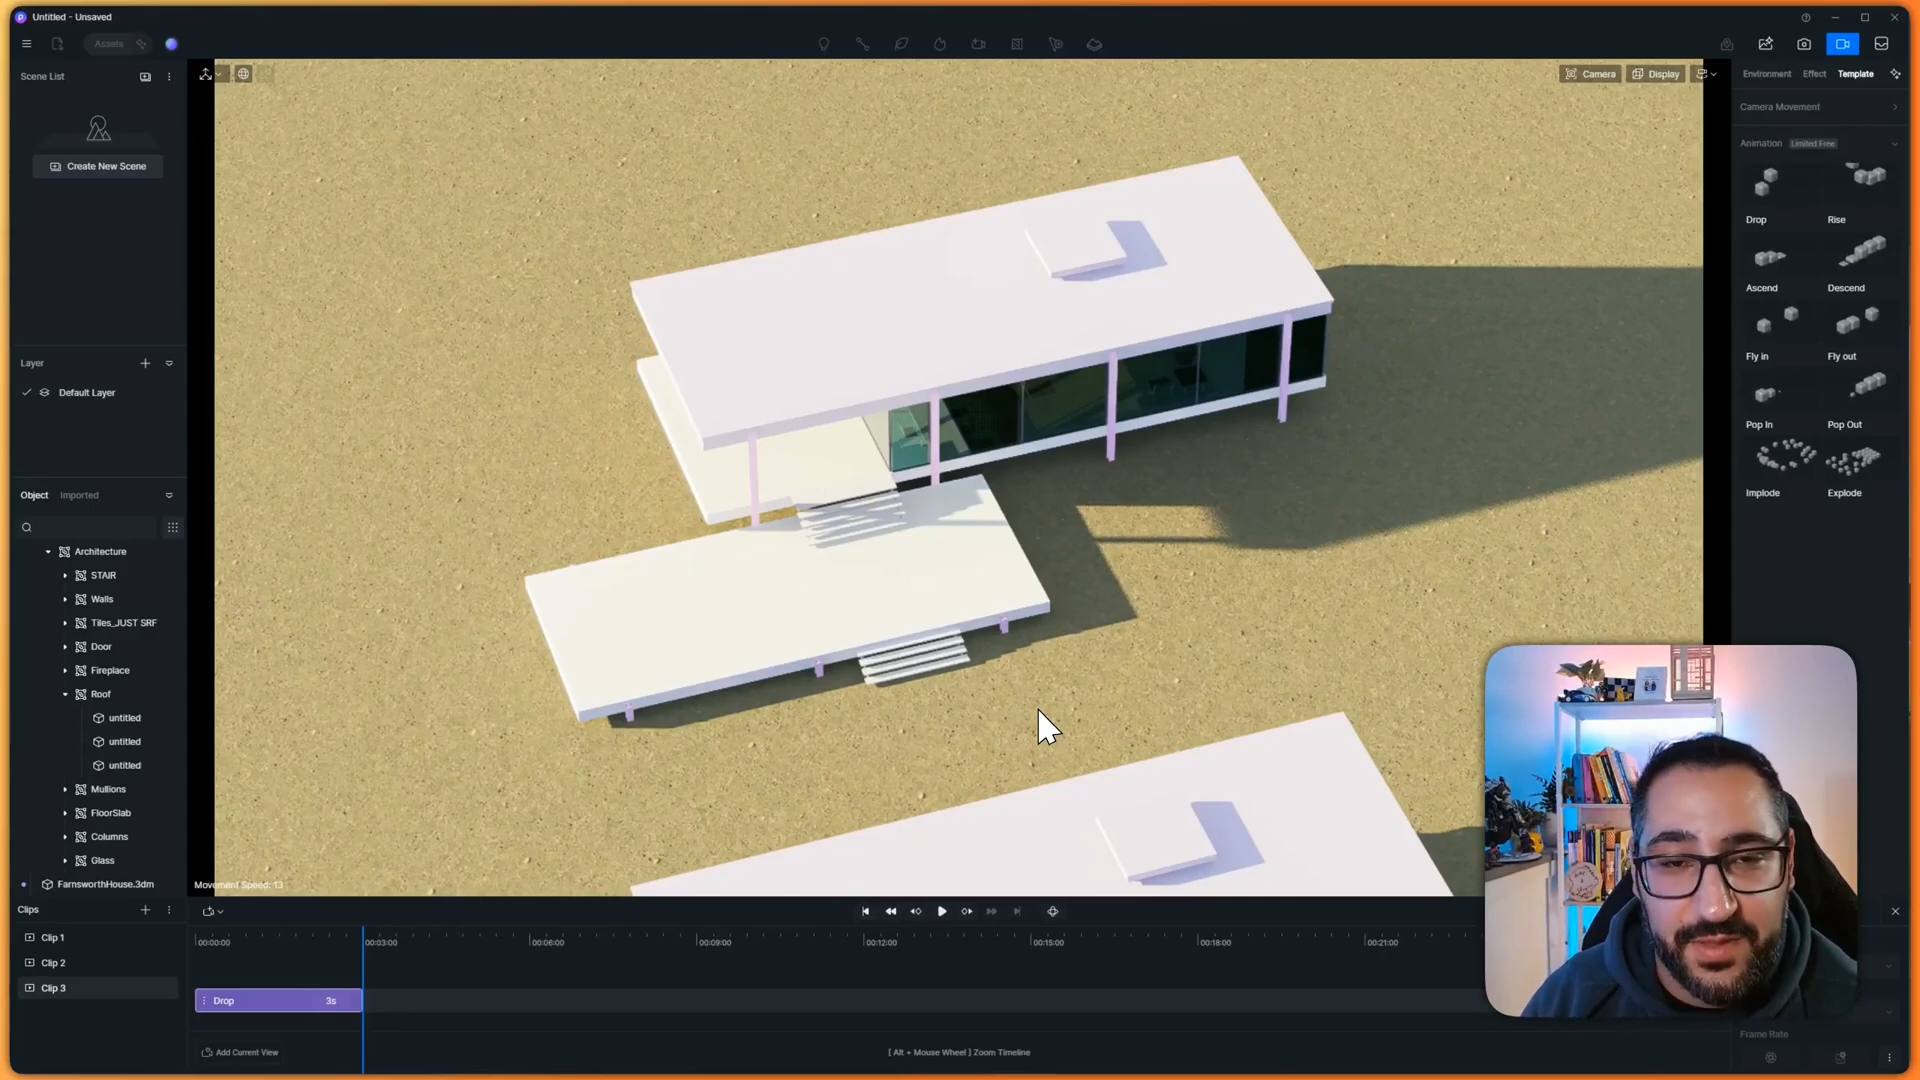 Untitled - Unsaved
Assets
Scene List
Create New Scene
Layer
Default Layer
Object
Imported
Architecture
STAIR
Walls
Tiles_JUST SRF
Door
Fireplace
Roof
untitled
untitled
untitled
Mullions
FloorSlab
Columns
Glass
FarnsworthHouse.3dm
Camera
Display
Movement Speed: 13
Environment
Effect
Template
Camera Movement
Animation
Limited Free
Drop
Rise
Ascend
Descend
Fly in
Fly out
Pop In
Pop Out
Implode
Explode
Clips
Clip 1
Clip 2
Clip 3
00:00:00
00:03:00
00:06:00
00:09:00
00:12:00
00:15:00
00:18:00
00:21:00
Drop
3s
Add Current View
[ Alt + Mouse Wheel ] Zoom Timeline
Frame Rate